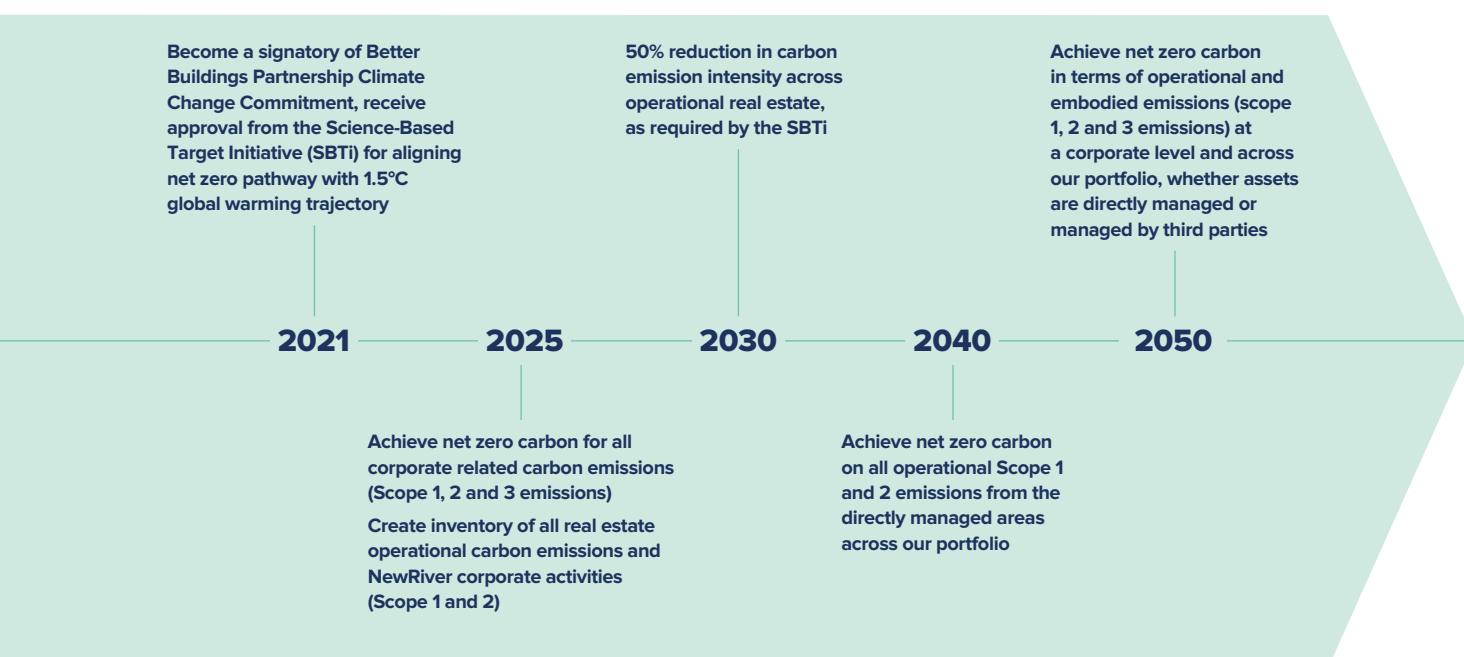 Become a signatory of Better
Buildings Partnership Climate
Change Commitment, receive
approval from the Science-Based
Target Initiative (SBTi) for aligning
net zero pathway with 1.5°C
global warming trajectory
50% reduction in carbon
emission intensity across
operational real estate,
as required by the SBTi
Achieve net zero carbon
in terms of operational and
embodied emissions (scope
1, 2 and 3 emissions) at
a corporate level and across
our portfolio, whether assets
are directly managed or
managed by third parties
2021 2025 2030 2040 2050
Achieve net zero carbon for all
corporate related carbon emissions
(Scope 1, 2 and 3 emissions)
Create inventory of all real estate
operational carbon emissions and
NewRiver corporate activities
(Scope 1 and 2)
Achieve net zero carbon
on all operational Scope 1
and 2 emissions from the
directly managed areas
across our portfolio